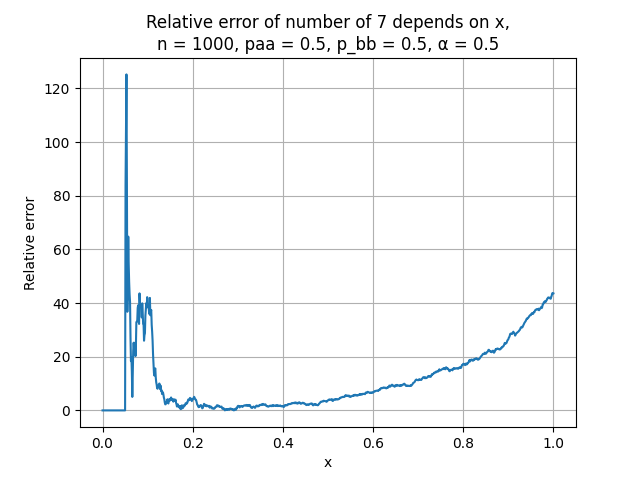 Relative error of number of 7 depends on x,
n = 1000, paa = 0.5, p_bb = 0.5, α = 0.5
120
100
80
60
40
20
0
Relative error
0.0 0.2 0.4 0.6 0.8 1.0
x